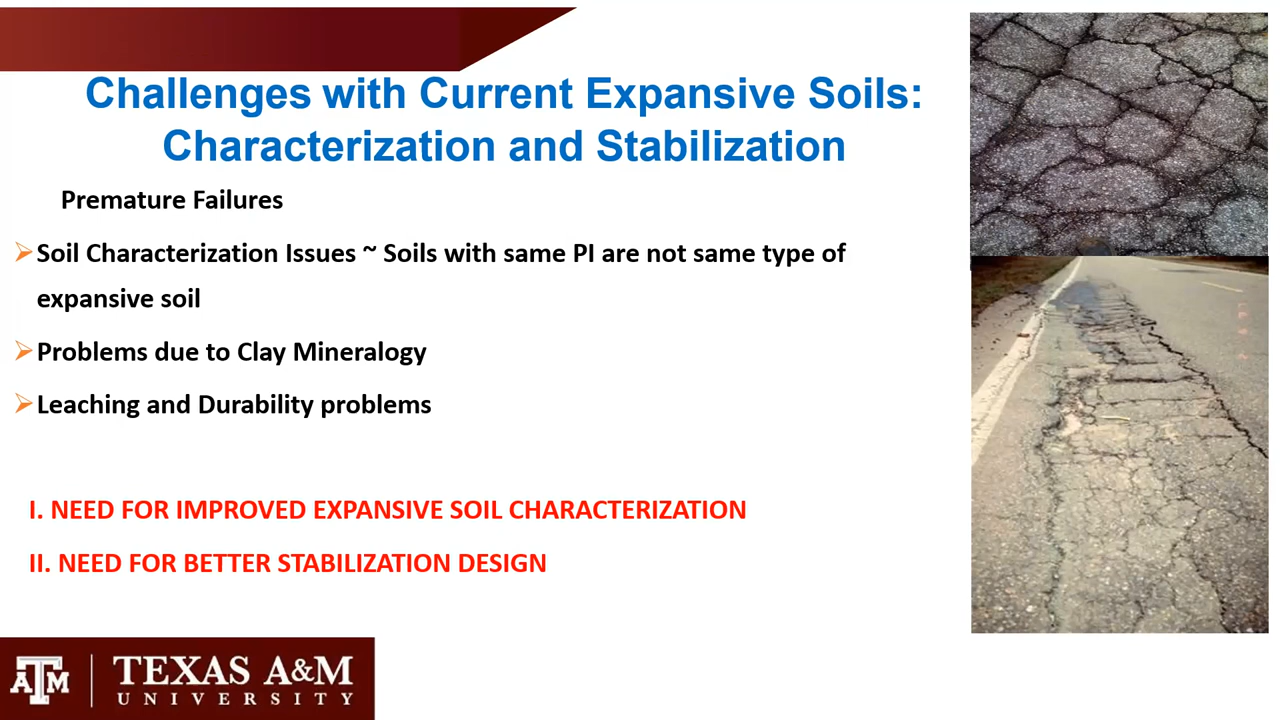 Challenges with Current Expansive Soils:
Characterization and Stabilization
Premature Failures
Soil Characterization Issues ~ Soils with same PI are not same type of
expansive soil
Problems due to Clay Mineralogy
Leaching and Durability problems
I. NEED FOR IMPROVED EXPANSIVE SOIL CHARACTERIZATION
II. NEED FOR BETTER STABILIZATION DESIGN
ATM
TEXAS A&M
UNIVERSITY